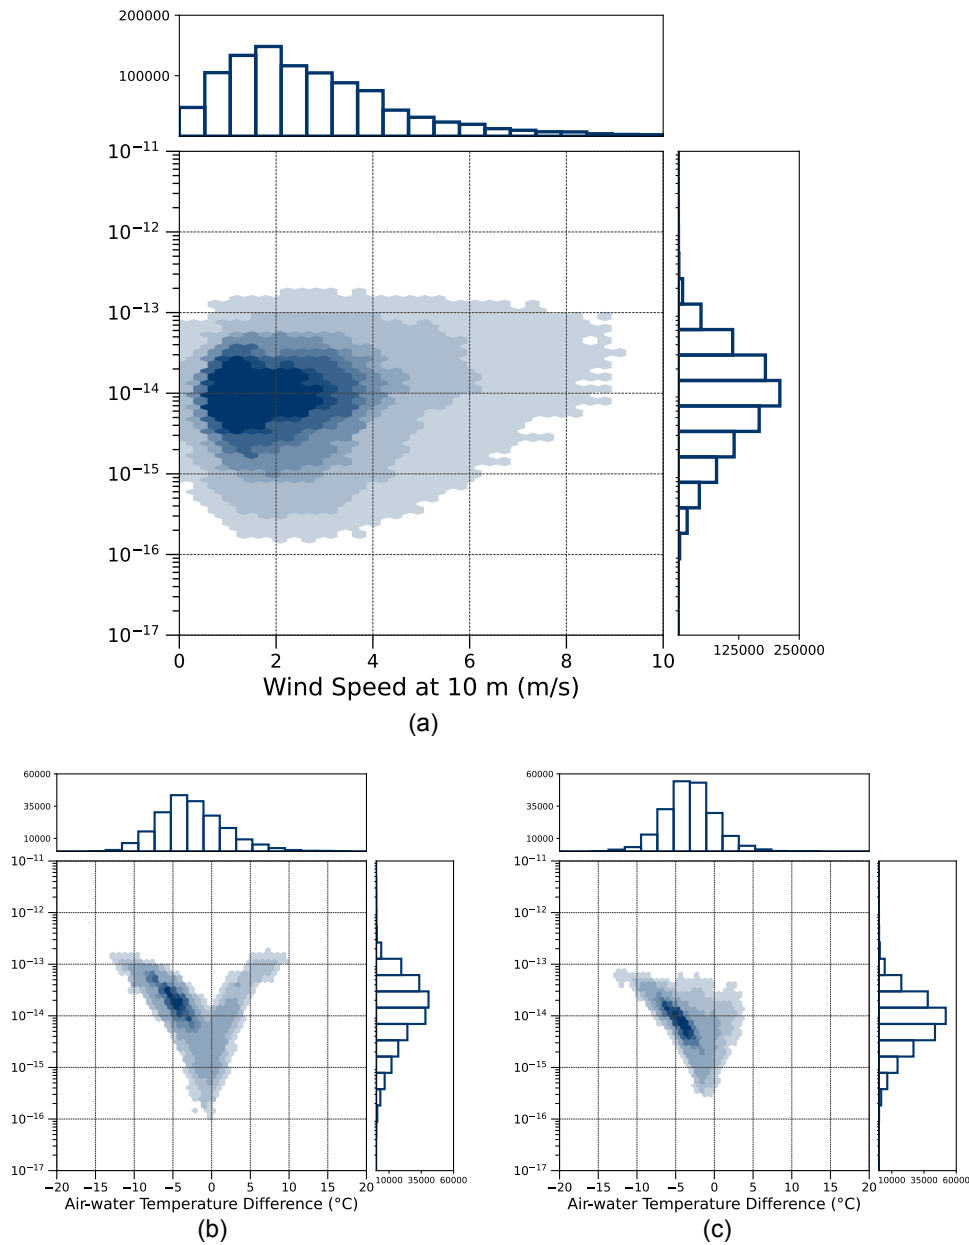 200000
100000
10⁻¹¹
10⁻¹²
10⁻¹³
10⁻¹⁴
10⁻¹⁵
10⁻¹⁶
10⁻¹⁷
0 2 4 6 8 10
125000 250000
Wind Speed at 10 m (m/s)
(a)
60000
35000
10000
10⁻¹¹
10⁻¹²
10⁻¹³
10⁻¹⁴
10⁻¹⁵
10⁻¹⁶
10⁻¹⁷
−20 −15 −10 −5 0 5 10 15 20
10000 35000 60000
Air-water Temperature Difference (°C)
(b)
60000
35000
10000
10⁻¹¹
10⁻¹²
10⁻¹³
10⁻¹⁴
10⁻¹⁵
10⁻¹⁶
10⁻¹⁷
−20 −15 −10 −5 0 5 10 15 20
10000 35000 60000
Air-water Temperature Difference (°C)
(c)